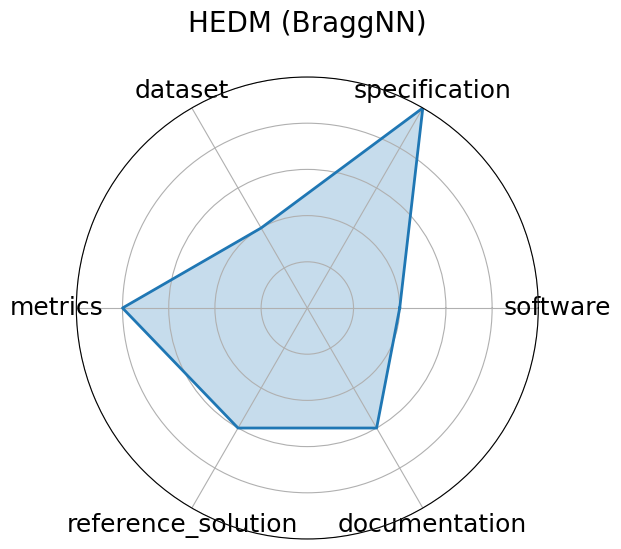 HEDM (BraggNN)
dataset
specification
metrics
software
reference_solution
documentation